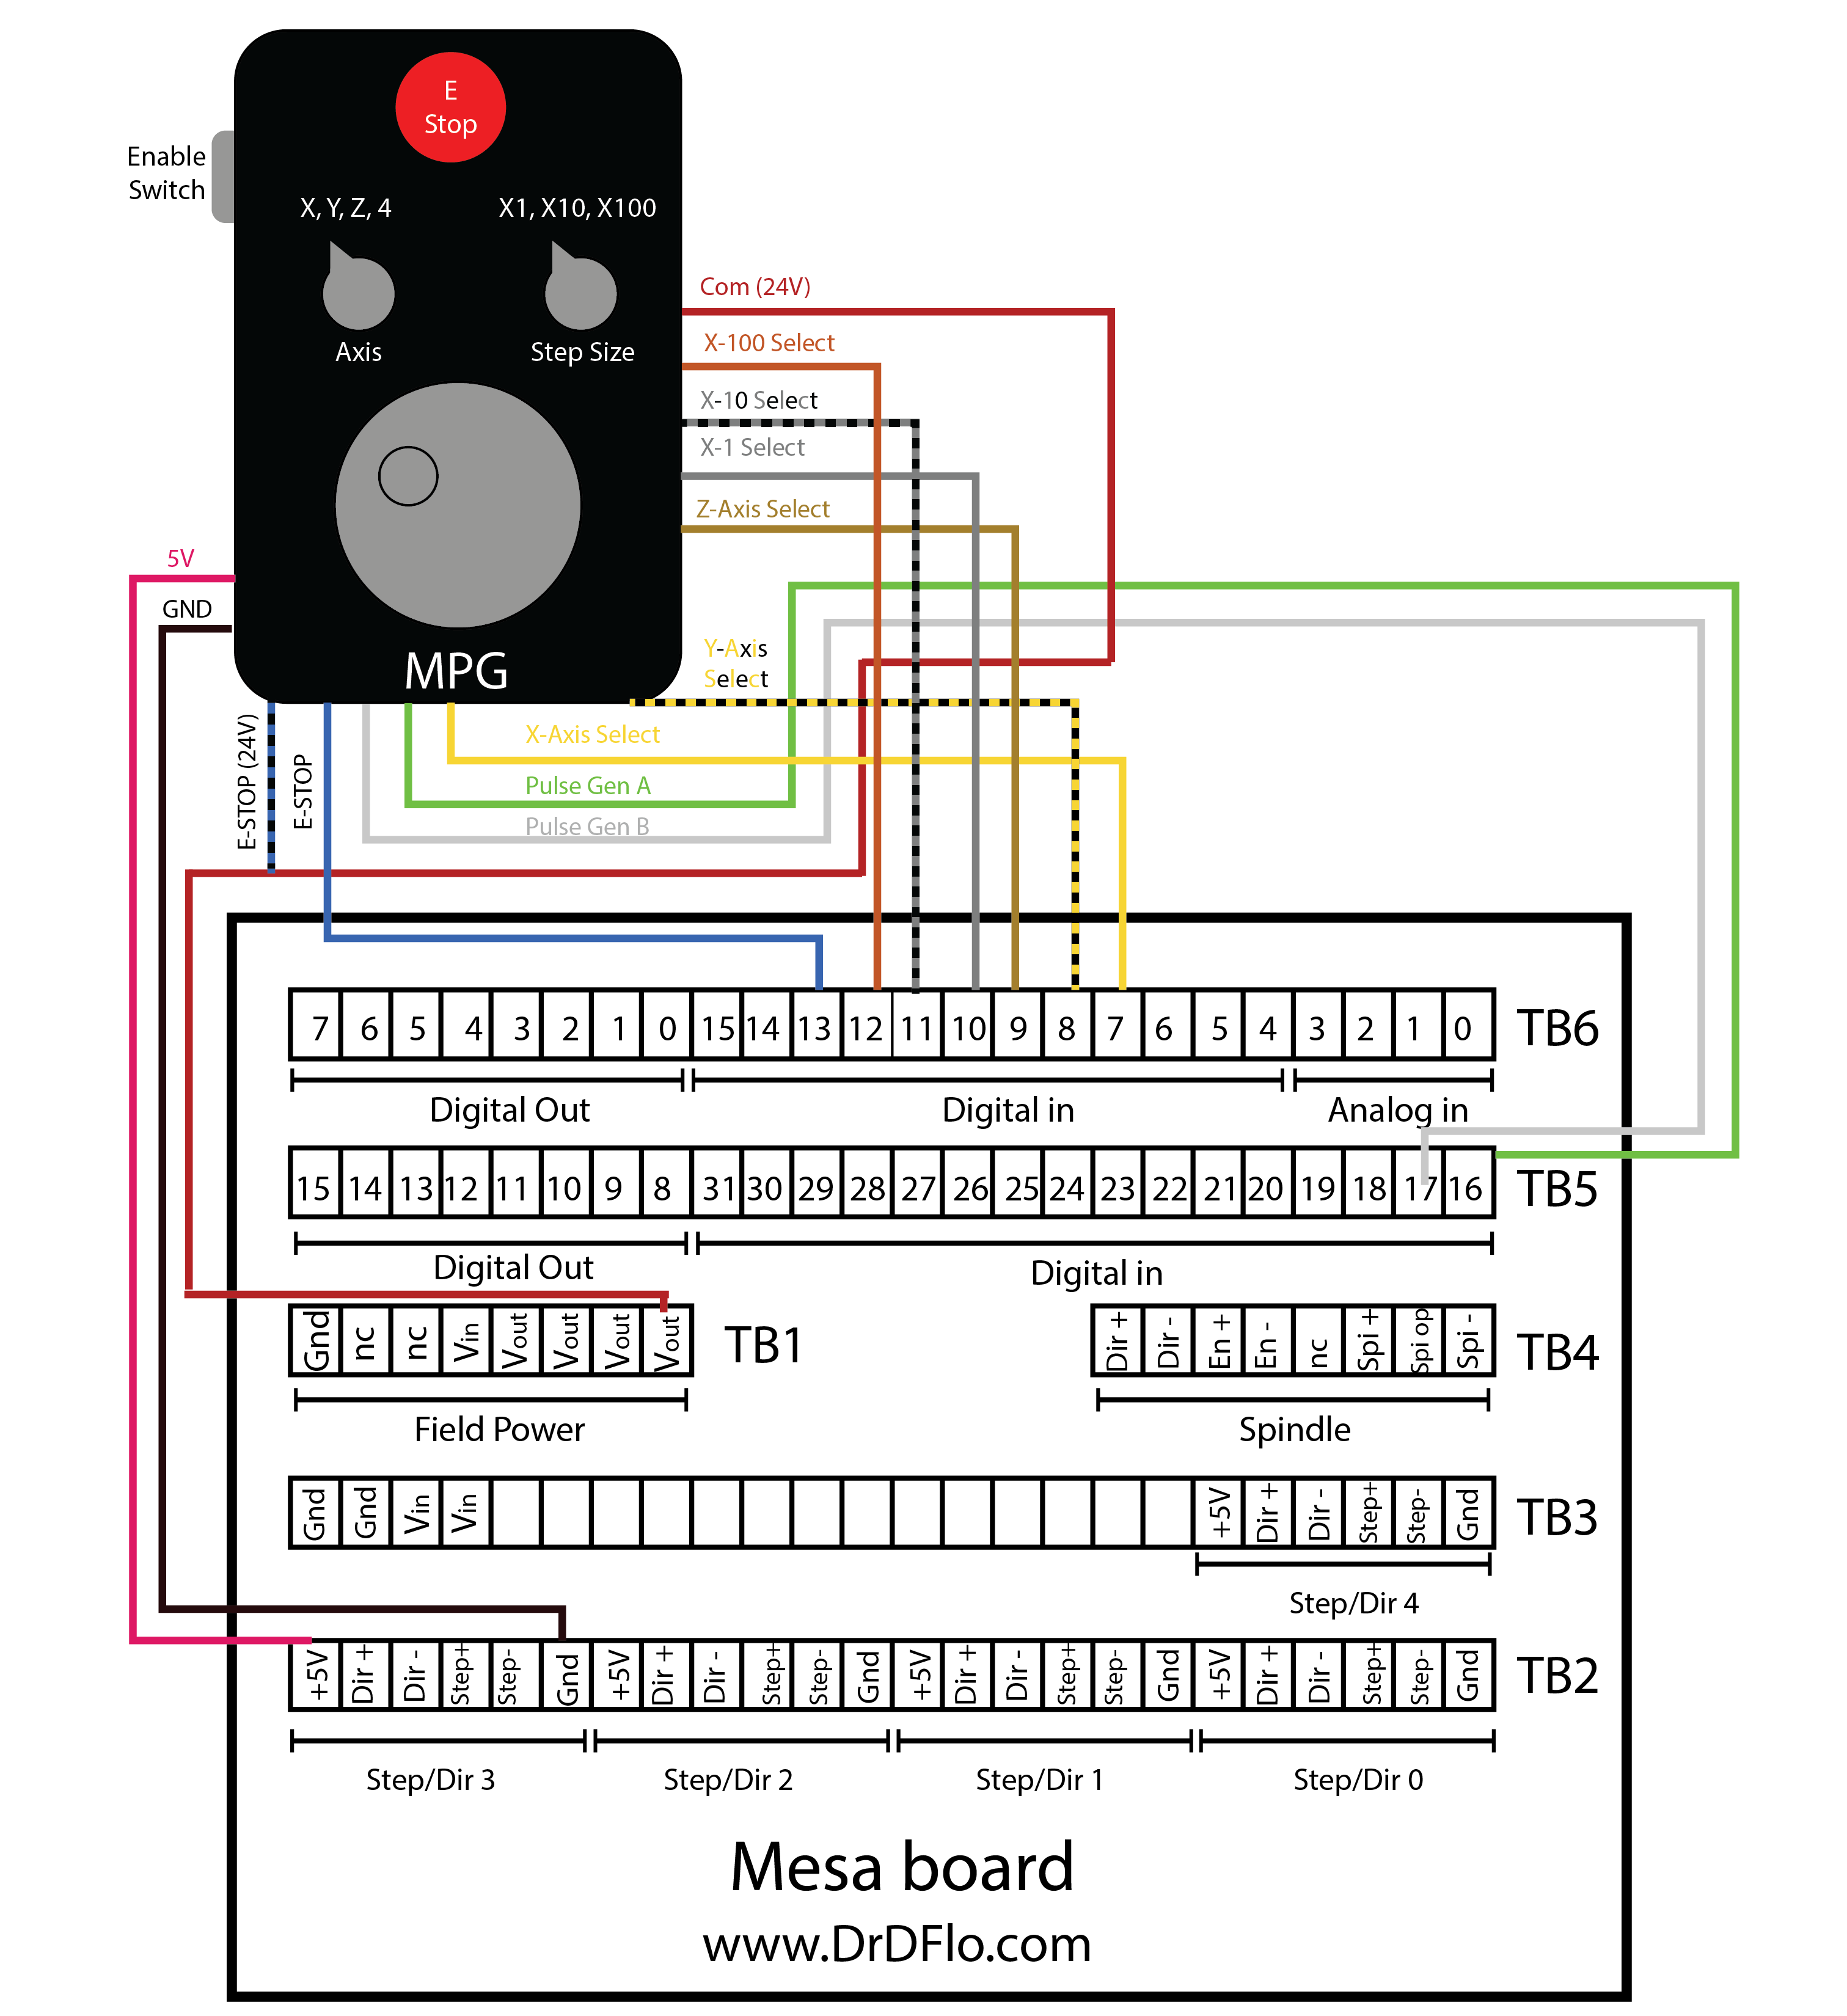 E
Stop
Enable
Switch
X, Y, Z, 4
X1, X10, X100
Axis
Step Size
Com (24V)
X-100 Select
X-10 Select
X-1 Select
Z-Axis Select
5V
GND
MPG
Y-Axis
Select
X-Axis Select
Pulse Gen A
Pulse Gen B
E-STOP (24V)
E-STOP
7 6 5 4 3 2 1 0 15 14 13 12 11 10 9 8 7 6 5 4 3 2 1 0 TB6
Digital Out Digital in Analog in
15 14 13 12 11 10 9 8 31 30 29 28 27 26 25 24 23 22 21 20 19 18 17 16 TB5
Digital Out Digital in
Gnd nc nc Vin Vout Vout Vout Vout TB1
Field Power
Dir + Dir - En + En - nc Spi + Spi op Spi - TB4
Spindle
Gnd Gnd Vin Vin +5V Dir + Dir - Step+ Step- Gnd TB3
Step/Dir 4
+5V Dir + Dir - Step+ Step- Gnd +5V Dir + Dir - Step+ Step- Gnd +5V Dir + Dir - Step+ Step- Gnd +5V Dir + Dir - Step+ Step- Gnd TB2
Step/Dir 3 Step/Dir 2 Step/Dir 1 Step/Dir 0
Mesa board
www.DrDFlo.com